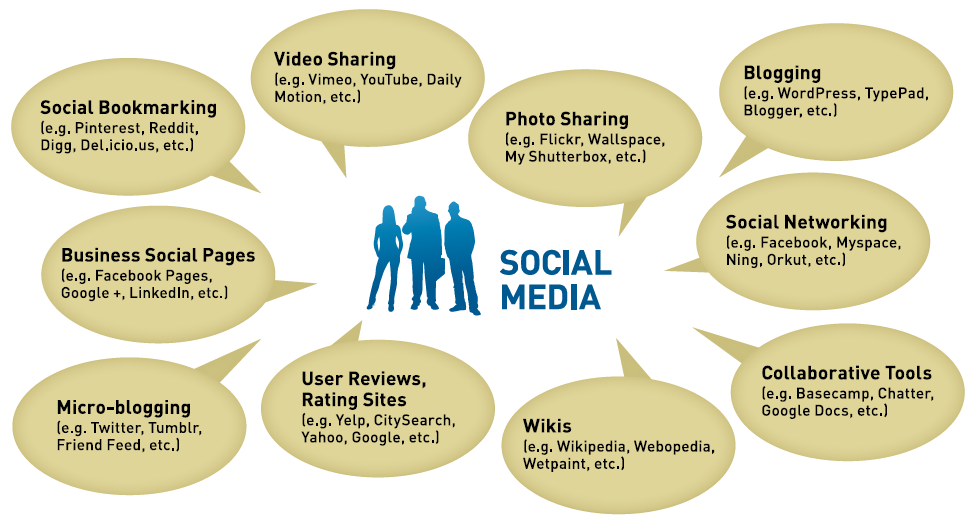 Video Sharing
(e.g. Vimeo, YouTube, Daily
Motion, etc.)
Blogging
(e.g. WordPress, TypePad,
Blogger, etc.)
Social Bookmarking
(e.g. Pinterest, Reddit,
Digg, Del.icio.us, etc.)
Photo Sharing
(e.g. Flickr, Wallspace,
My Shutterbox, etc.)
Social Networking
(e.g. Facebook, Myspace,
Ning, Orkut, etc.)
Business Social Pages
(e.g. Facebook Pages,
Google +, LinkedIn, etc.)
SOCIAL
MEDIA
Collaborative Tools
(e.g. Basecamp, Chatter,
Google Docs, etc.)
User Reviews,
Rating Sites
(e.g. Yelp, CitySearch,
Yahoo, Google, etc.)
Micro-blogging
(e.g. Twitter, Tumblr,
Friend Feed, etc.)
Wikis
(e.g. Wikipedia, Webopedia,
Wetpaint, etc.)